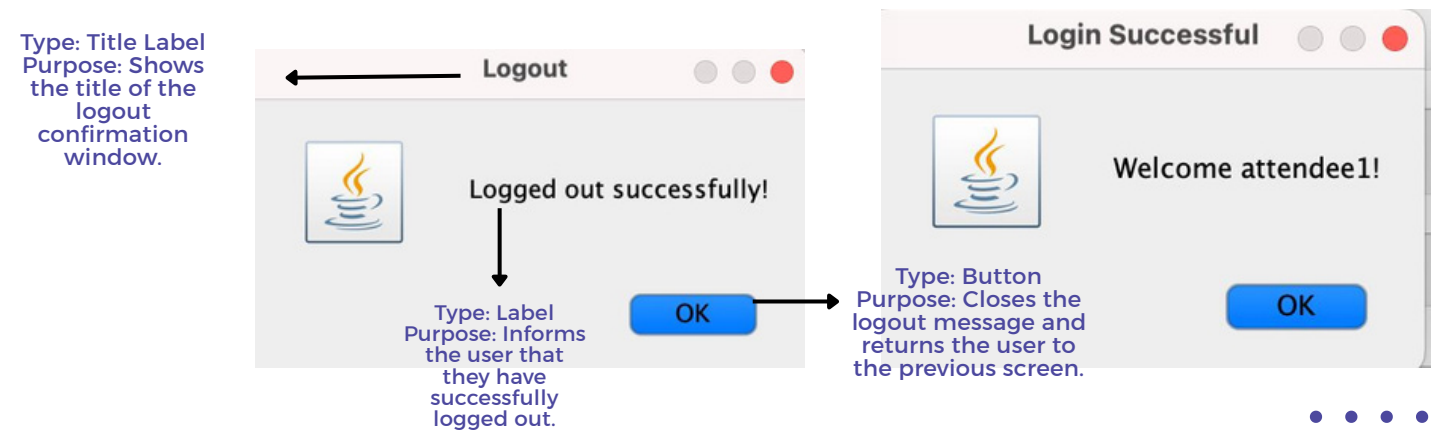 Type: Title Label
Purpose: Shows
the title of the
logout
confirmation
window.
Logout
Logged out successfully!
OK
Type: Label
Purpose: Informs
the user that
they have
successfully
logged out.
Login Successful
Welcome attendee1!
OK
Type: Button
Purpose: Closes the
logout message and
returns the user to
the previous screen.